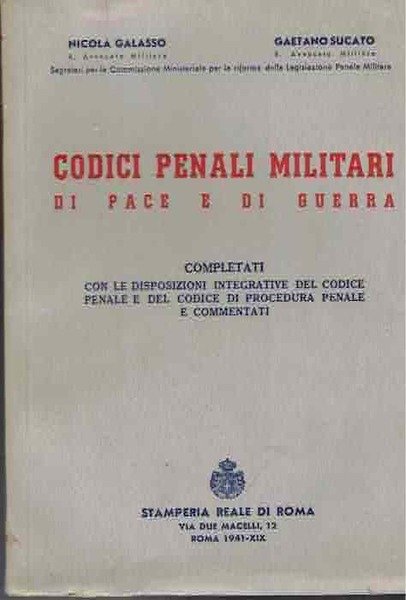 NICOLA GALASSO
R. Avvocato Militare
GAETANO SUCATO
R. Avvocato Militare
Segretari per la Commissione Ministeriale per la riforma della Legislazione Penale Militare
CODICI PENALI MILITARI
DI PACE E DI GUERRA
COMPLETATI
CON LE DISPOSIZIONI INTEGRATIVE DEL CODICE
PENALE E DEL CODICE DI PROCEDURA PENALE
E COMMENTATI
STAMPERIA REALE DI ROMA
VIA DUE MACELLI, 12
ROMA 1941-XIX